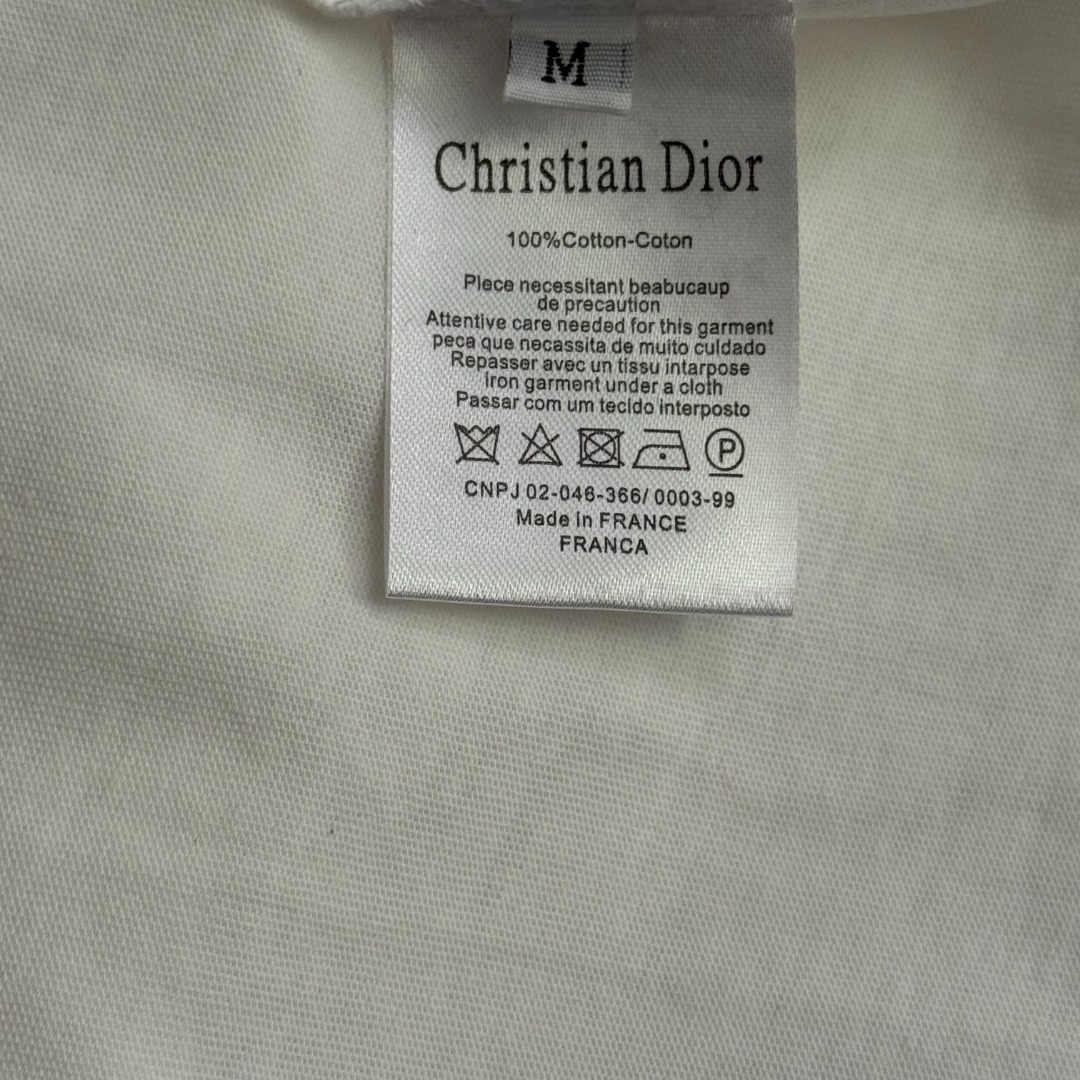 M
Christian Dior
100%Cotton-Coton
Plece necessitant beabucaup
de precaution
Attentive care needed for this garment
peca que necassita de muito culdado
Repasser avec un tissu intarpose
iron garment under a cloth
Passar com um tecldo interposto
P
CNPJ 02-046-366/ 0003-99
Made in FRANCE
FRANCA